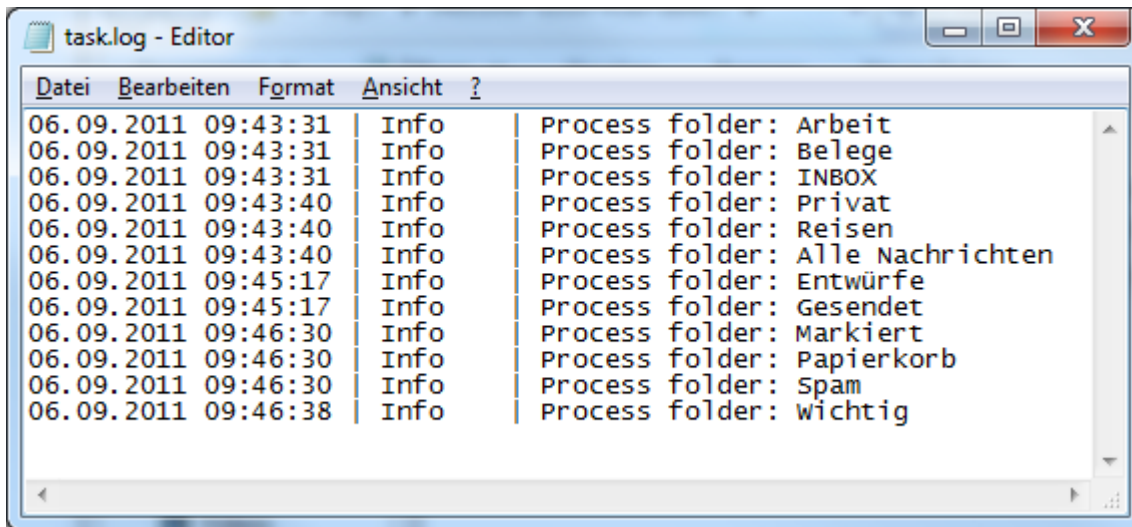 task.log - Editor
Datei Bearbeiten Format Ansicht ?
06.09.2011 09:43:31 | Info | Process folder: Arbeit
06.09.2011 09:43:31 | Info | Process folder: Belege
06.09.2011 09:43:31 | Info | Process folder: INBOX
06.09.2011 09:43:40 | Info | Process folder: Privat
06.09.2011 09:43:40 | Info | Process folder: Reisen
06.09.2011 09:43:40 | Info | Process folder: Alle Nachrichten
06.09.2011 09:45:17 | Info | Process folder: Entwürfe
06.09.2011 09:45:17 | Info | Process folder: Gesendet
06.09.2011 09:46:30 | Info | Process folder: Markiert
06.09.2011 09:46:30 | Info | Process folder: Papierkorb
06.09.2011 09:46:30 | Info | Process folder: Spam
06.09.2011 09:46:38 | Info | Process folder: Wichtig